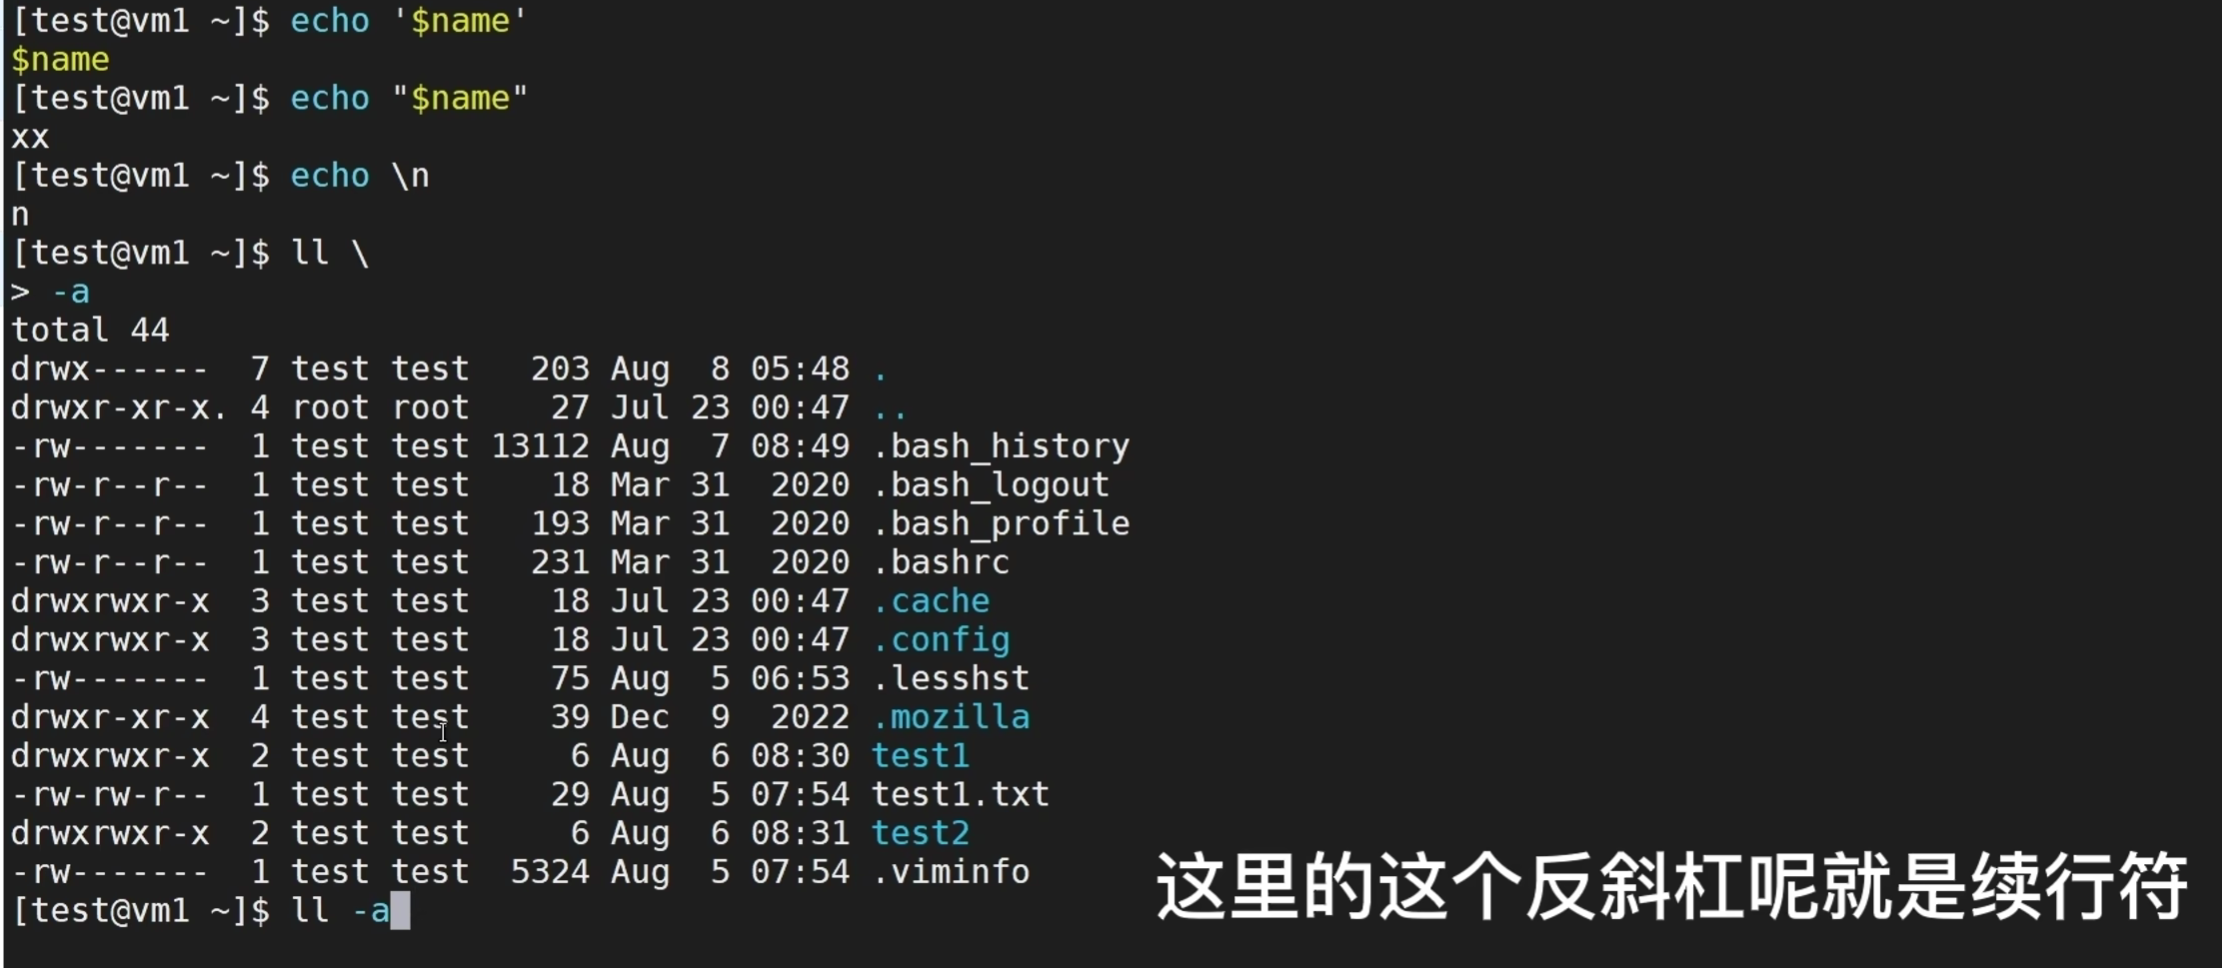 [test@vm1 ~]$ echo '$name'
$name
[test@vm1 ~]$ echo "$name"
xx
[test@vm1 ~]$ echo \n
n
[test@vm1 ~]$ ll \
> -a
total 44
drwx------  7 test test   203 Aug  8 05:48 .
drwxr-xr-x. 4 root root    27 Jul 23 00:47 ..
-rw-------  1 test test 13112 Aug  7 08:49 .bash_history
-rw-r--r--  1 test test    18 Mar 31  2020 .bash_logout
-rw-r--r--  1 test test   193 Mar 31  2020 .bash_profile
-rw-r--r--  1 test test   231 Mar 31  2020 .bashrc
drwxrwxr-x  3 test test    18 Jul 23 00:47 .cache
drwxrwxr-x  3 test test    18 Jul 23 00:47 .config
-rw-------  1 test test    75 Aug  5 06:53 .lesshst
drwxr-xr-x  4 test test    39 Dec  9  2022 .mozilla
drwxrwxr-x  2 test test     6 Aug  6 08:30 test1
-rw-rw-r--  1 test test    29 Aug  5 07:54 test1.txt
drwxrwxr-x  2 test test     6 Aug  6 08:31 test2
-rw-------  1 test test  5324 Aug  5 07:54 .viminfo
[test@vm1 ~]$ ll -a
这里的这个反斜杠呢就是续行符